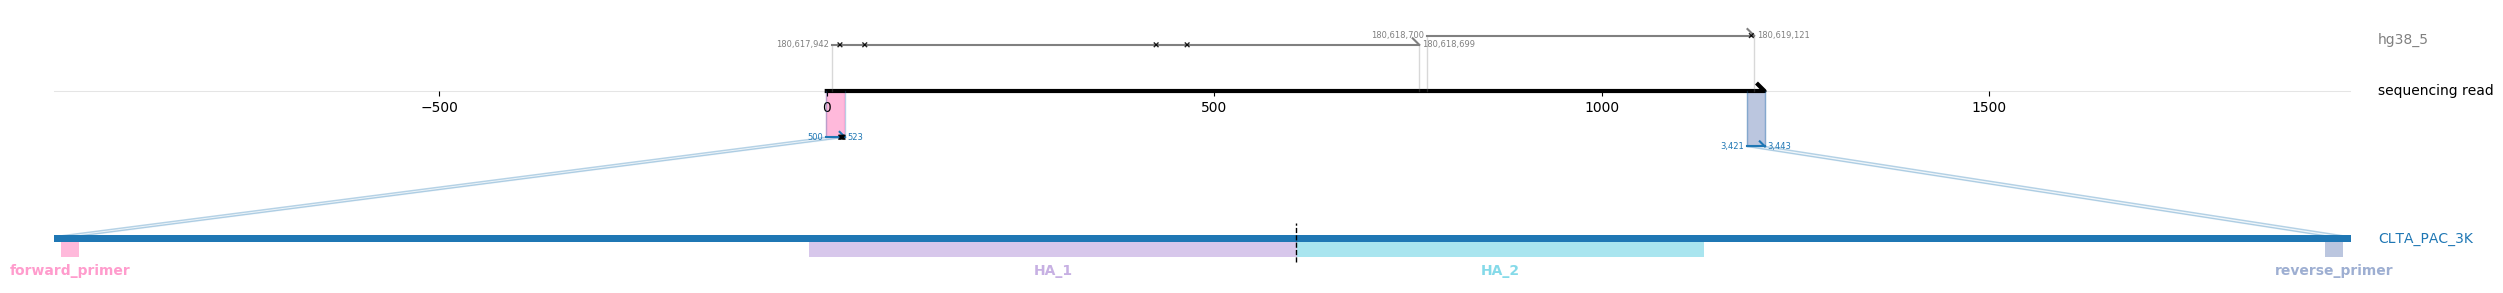 180,618,700 180,619,121
hg38_5
180,617,942 180,618,699
sequencing read
−500 0 500 1000 1500
500 523
3,421 3,443
CLTA_PAC_3K
forward_primer HA_1 HA_2 reverse_primer